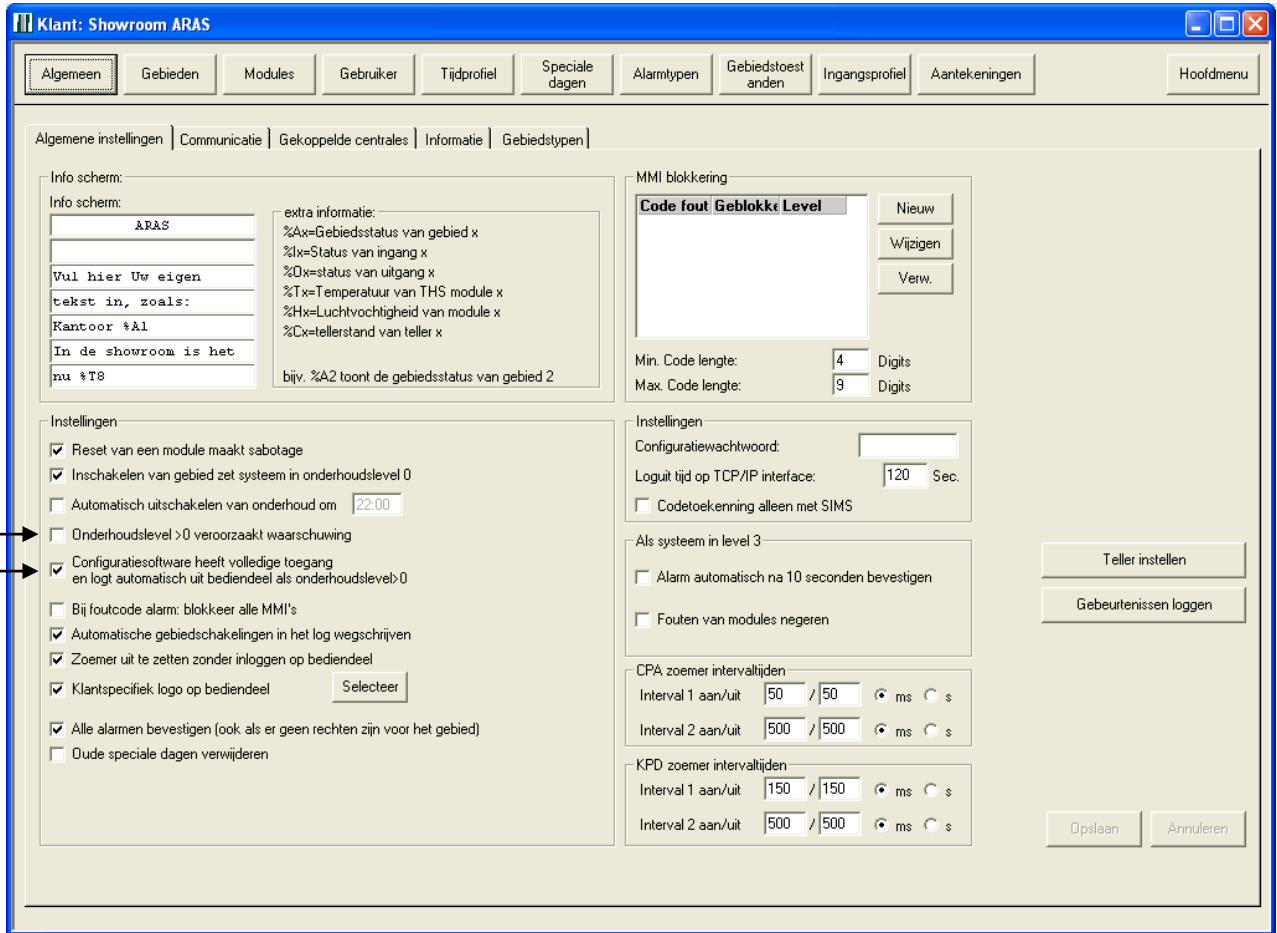 Klant: Showroom ARAS
Algemeen
Gebieden
Modules
Gebruiker
Tijdprofiel
Speciale
dagen
Alarmtypen
Gebiedstoest
anden
Ingangsprofiel
Aantekeningen
Hoofdmenu
Algemene instellingen
Communicatie
Gekoppelde centrales
Informatie
Gebiedstypen
Info scherm:
Info scherm:
ARAS
Vul hier Uw eigen
tekst in, zoals:
Kantoor %A1
In de showroom is het
nu %T8
extra informatie:
%Ax=Gebiedsstatus van gebied x
%Ix=Status van ingang x
%Ox=status van uitgang x
%Tx=Temperatuur van THS module x
%Hx=Luchtvochtigheid van module x
%Cx=tellerstand van teller x
bijv. %A2 toont de gebiedsstatus van gebied 2
MMI blokkering
Code fout Geblokke Level
Nieuw
Wijzigen
Verw.
Min. Code lengte: 4 Digits
Max. Code lengte: 9 Digits
Instellingen
Reset van een module maakt sabotage
Inschakelen van gebied zet systeem in onderhoudslevel 0
Automatisch uitschakelen van onderhoud om 22:00
Onderhoudslevel >0 veroorzaakt waarschuwing
Configuratiesoftware heeft volledige toegang
en logt automatisch uit bediendeel als onderhoudslevel>0
Bij foutcode alarm: blokkeer alle MMI's
Automatische gebiedschakelingen in het log wegschrijven
Zoemer uit te zetten zonder inloggen op bediendeel
Klantspecifiek logo op bediendeel Selecteer
Alle alarmen bevestigen (ook als er geen rechten zijn voor het gebied)
Oude speciale dagen verwijderen
Instellingen
Configuratiewachtwoord:
Loguit tijd op TCP/IP interface: 120 Sec.
Codetoekenning alleen met SIMS
Als systeem in level 3
Alarm automatisch na 10 seconden bevestigen
Fouten van modules negeren
CPA zoemer intervaltijden
Interval 1 aan/uit 50 / 50 ms s
Interval 2 aan/uit 500 / 500 ms s
KPD zoemer intervaltijden
Interval 1 aan/uit 150 / 150 ms s
Interval 2 aan/uit 500 / 500 ms s
Teller instellen
Gebeurtenissen loggen
Opslaan
Annuleren